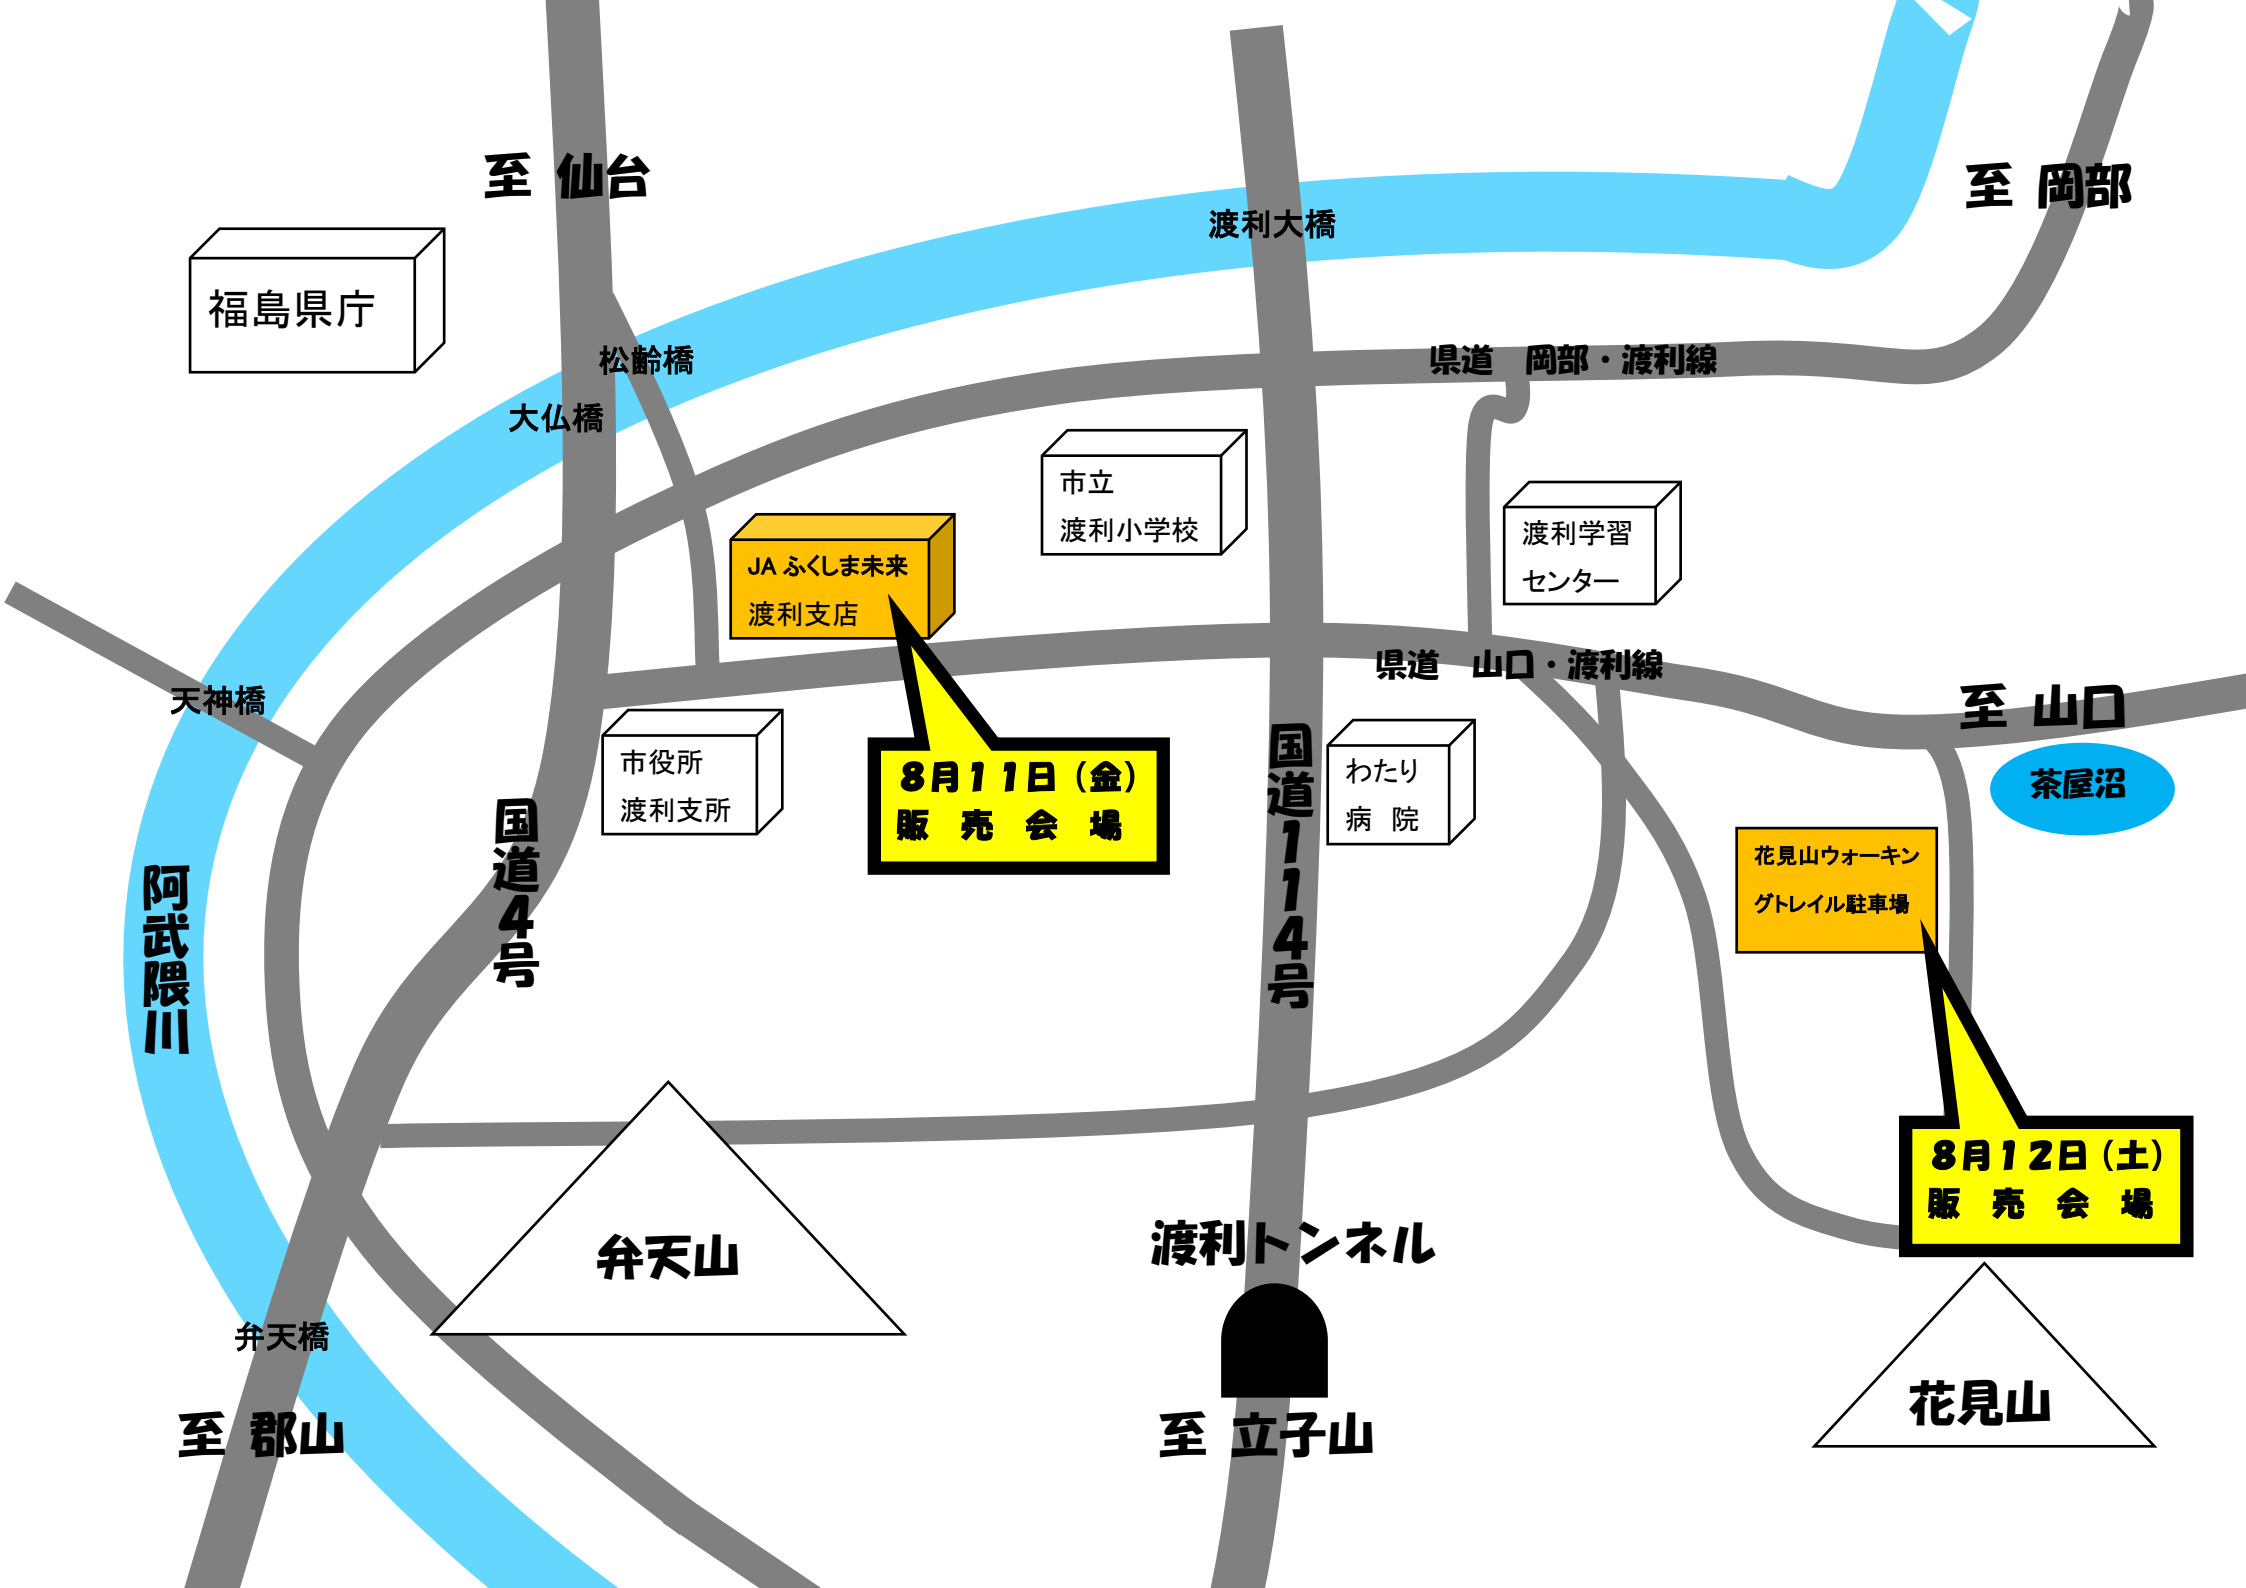 至 仙台
至 岡部
渡利大橋
福島県庁
松齢橋
県道　岡部・渡利線
大仏橋
市立
渡利小学校
渡利学習
センター
JA ふくしま未来
渡利支店
県道　山口・渡利線
天神橋
至 山口
市役所
渡利支所
8月11日（金）
販　売　会　場
国道114号
わたり
病　院
茶屋沼
国道4号
花見山ウォーキン
グトレイル駐車場
阿武隈川
8月12日（土）
販　売　会　場
弁天山
渡利トンネル
弁天橋
花見山
至 郡山
至 立子山